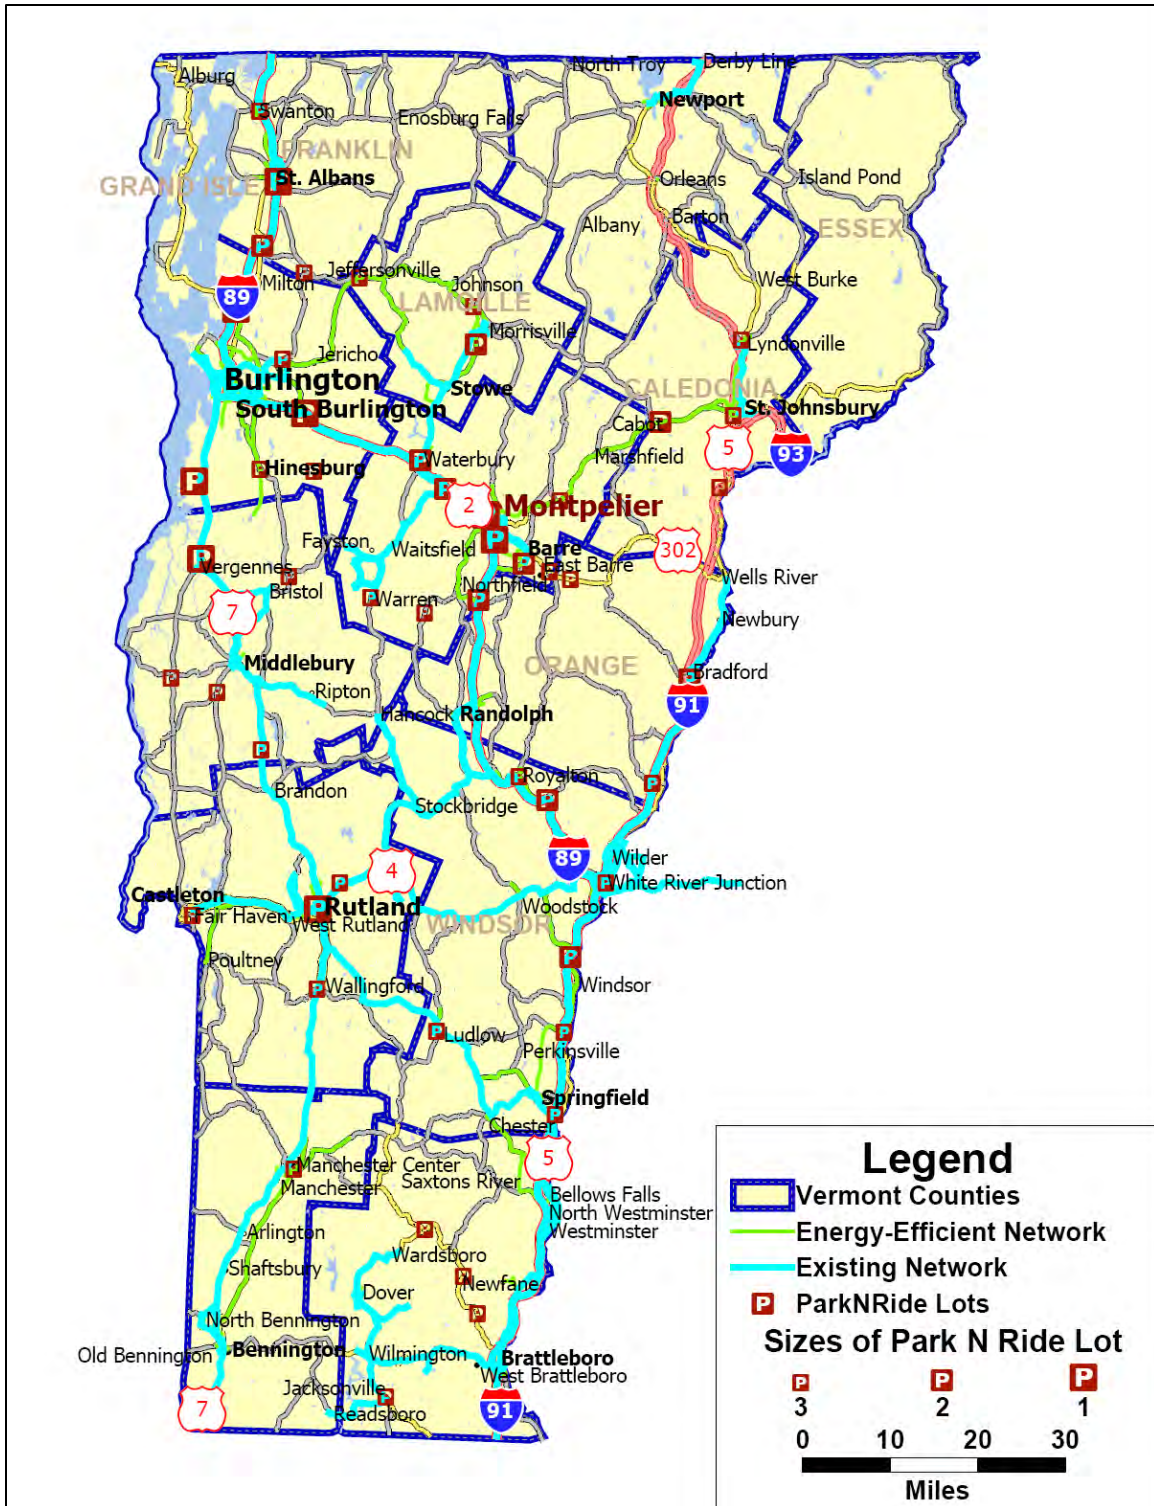 Alburg
North Troy
Derby Line
Swanton
Newport
Enosburg Falls
FRANKLIN
P
St. Albans
GRAND ISLE
Orleans
Island Pond
Albany
Barton
ESSEX
P
Jeffersonville
Milton
Johnson
West Burke
89
LAMOILLE
Morrisville
Lyndonville
Jericho
Burlington
Stowe
CALEDONIA
South Burlington
St. Johnsbury
Cabot
5
93
Waterbury
Marshfield
Hinesburg
P
2
Montpelier
Fayston
Waitsfield
Barre
302
Vergennes
East Barre
Wells River
Bristol
Northfield
7
Warren
Newbury
Middlebury
ORANGE
Bradford
Ripton
91
Hancock
Randolph
Royalton
Brandon
Stockbridge
89
Wilder
4
White River Junction
Castleton
Rutland
Woodstock
Fair Haven
West Rutland
WINDSOR
Poultney
Wallingford
Windsor
Ludlow
Perkinsville
Springfield
Chester
5
Manchester Center
Saxtons River
Manchester
Bellows Falls
North Westminster
Westminster
Arlington
Wardsboro
Shaftsbury
Newfane
Dover
North Bennington
Bennington
Old Bennington
Wilmington
Brattleboro
West Brattleboro
Jacksonville
Readsboro
7
91
Legend
Vermont Counties
Energy-Efficient Network
Existing Network
P ParkNRide Lots
Sizes of Park N Ride Lot
P P P
3 2 1
0 10 20 30
Miles